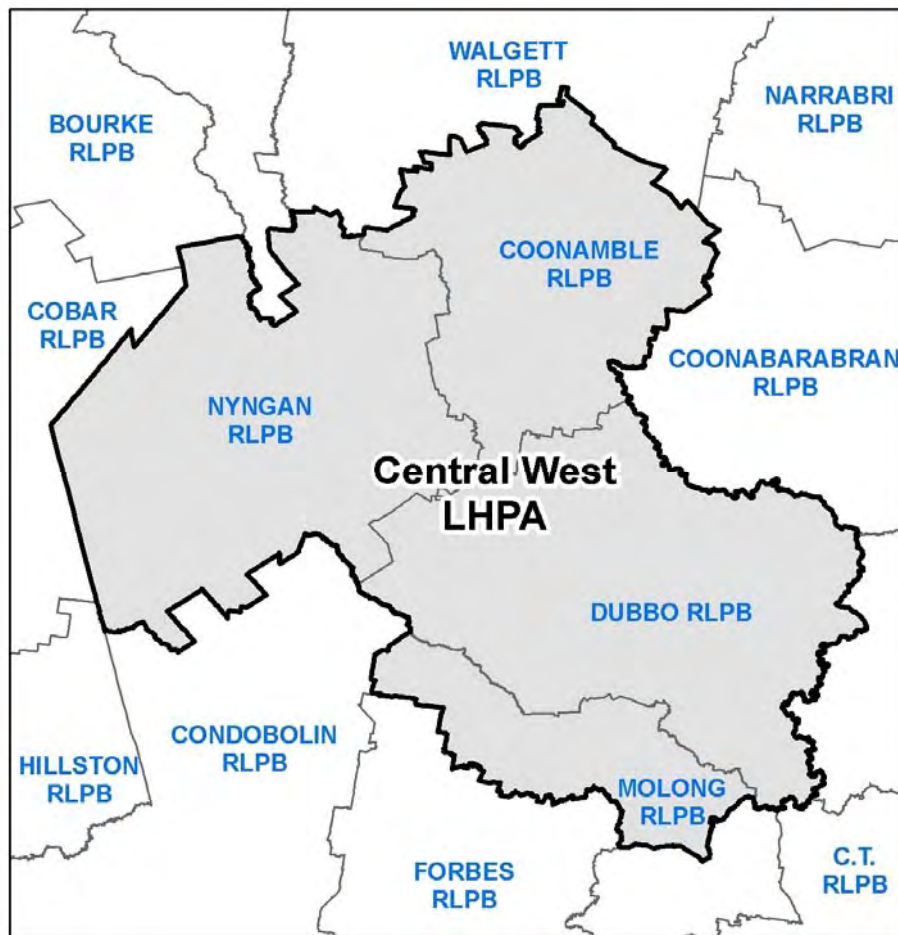 WALGETT
RLPB
NARRABRI
RLPB
BOURKE
RLPB
COONAMBLE
RLPB
COBAR
RLPB
COONABARABRAN
RLPB
NYNGAN
RLPB
Central West
LHPA
DUBBO RLPB
CONDOBOLIN
RLPB
HILLSTON
RLPB
MOLONG
RLPB
FORBES
RLPB
C.T.
RLPB